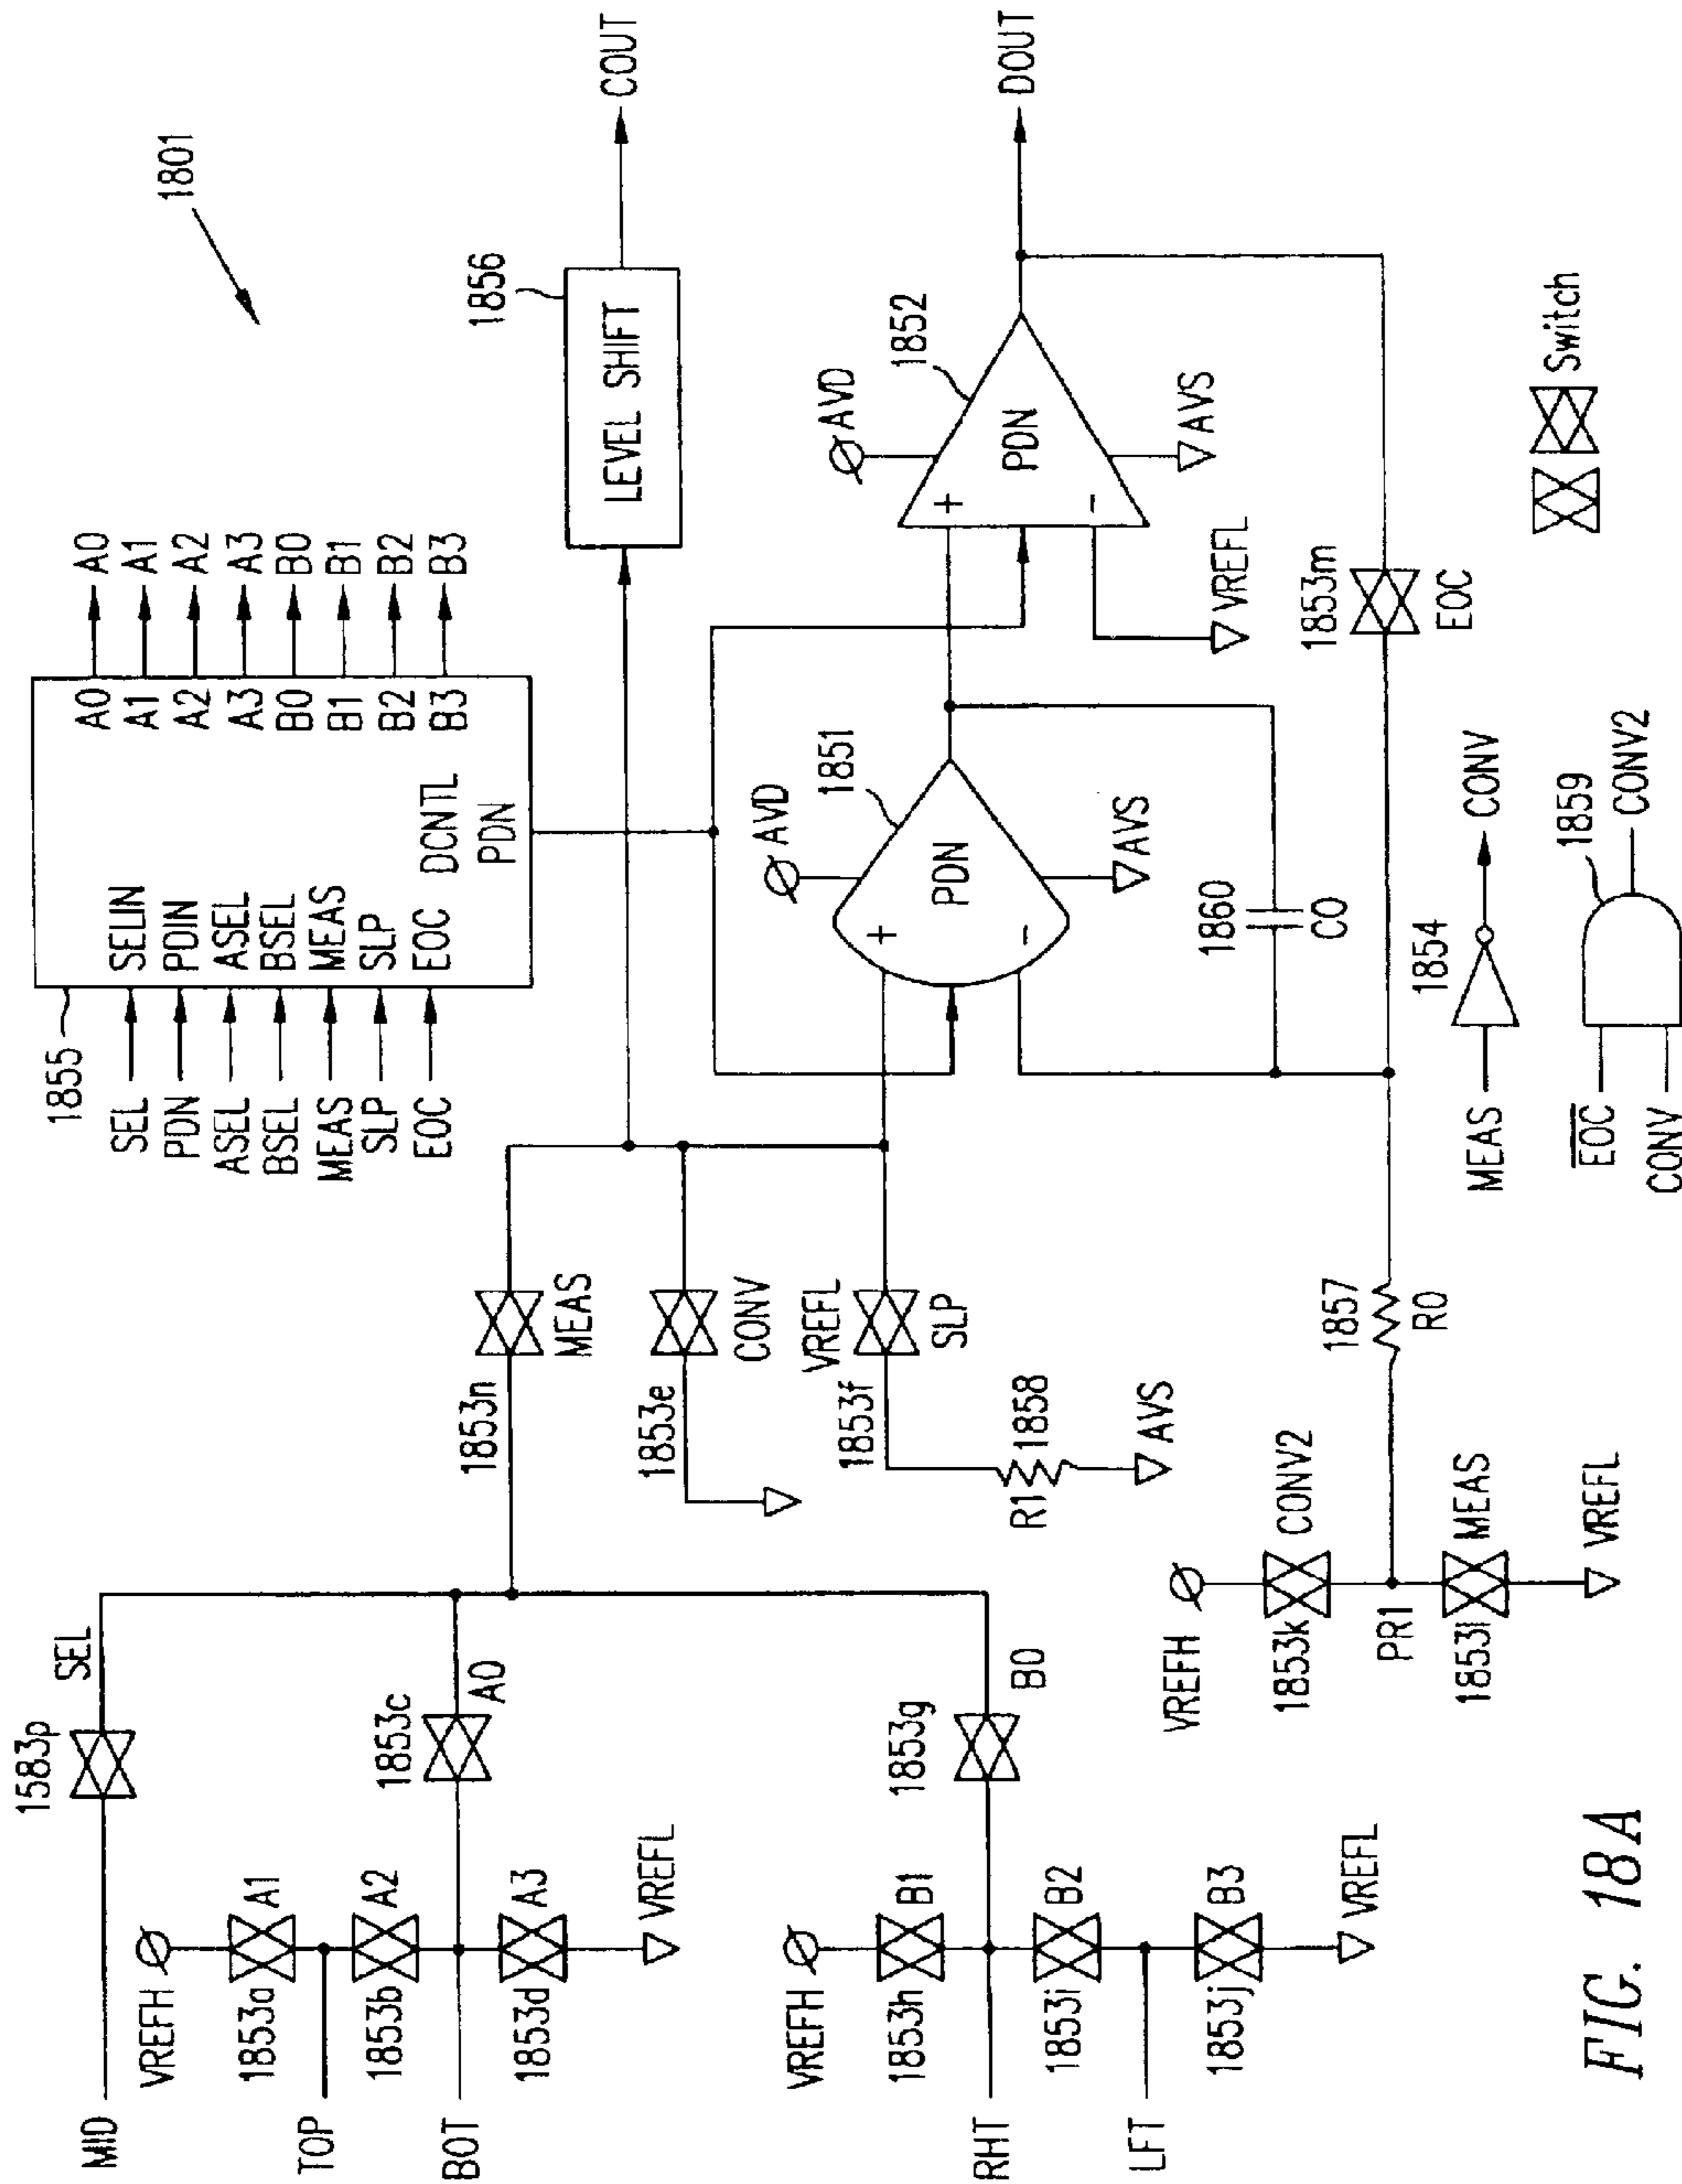 1801
1855
SEL
PDN
ASEL
BSEL
MEAS
SLP
EOC
SELIN
PDIN
ASEL
BSEL
MEAS
SLP
EOC
DCNTL
PDN
A0
A1
A2
A3
B0
B1
B2
B3
A0
A1
A2
A3
B0
B1
B2
B3
1856
LEVEL SHIFT
COUT
MID
1583p
SEL
VREFH
1853a
A1
TOP
1853b
A2
BOT
1853d
A3
VREFL
1853c
A0
VREFH
1853h
B1
RHT
1853i
B2
LFT
1853j
B3
VREFL
1853g
B0
1853n
MEAS
1853e
CONV
VREFL
1853f
SLP
R1
1858
AVS
AVD
1851
+
PDN
-
AVS
1860
C0
AVD
1852
+
PDN
-
AVS
VREFL
DOUT
1853m
EOC
VREFH
1853k
CONV2
PR1
1853l
MEAS
VREFL
1857
R0
MEAS
1854
CONV
EOC
CONV
1859
CONV2
Switch
FIG. 18A